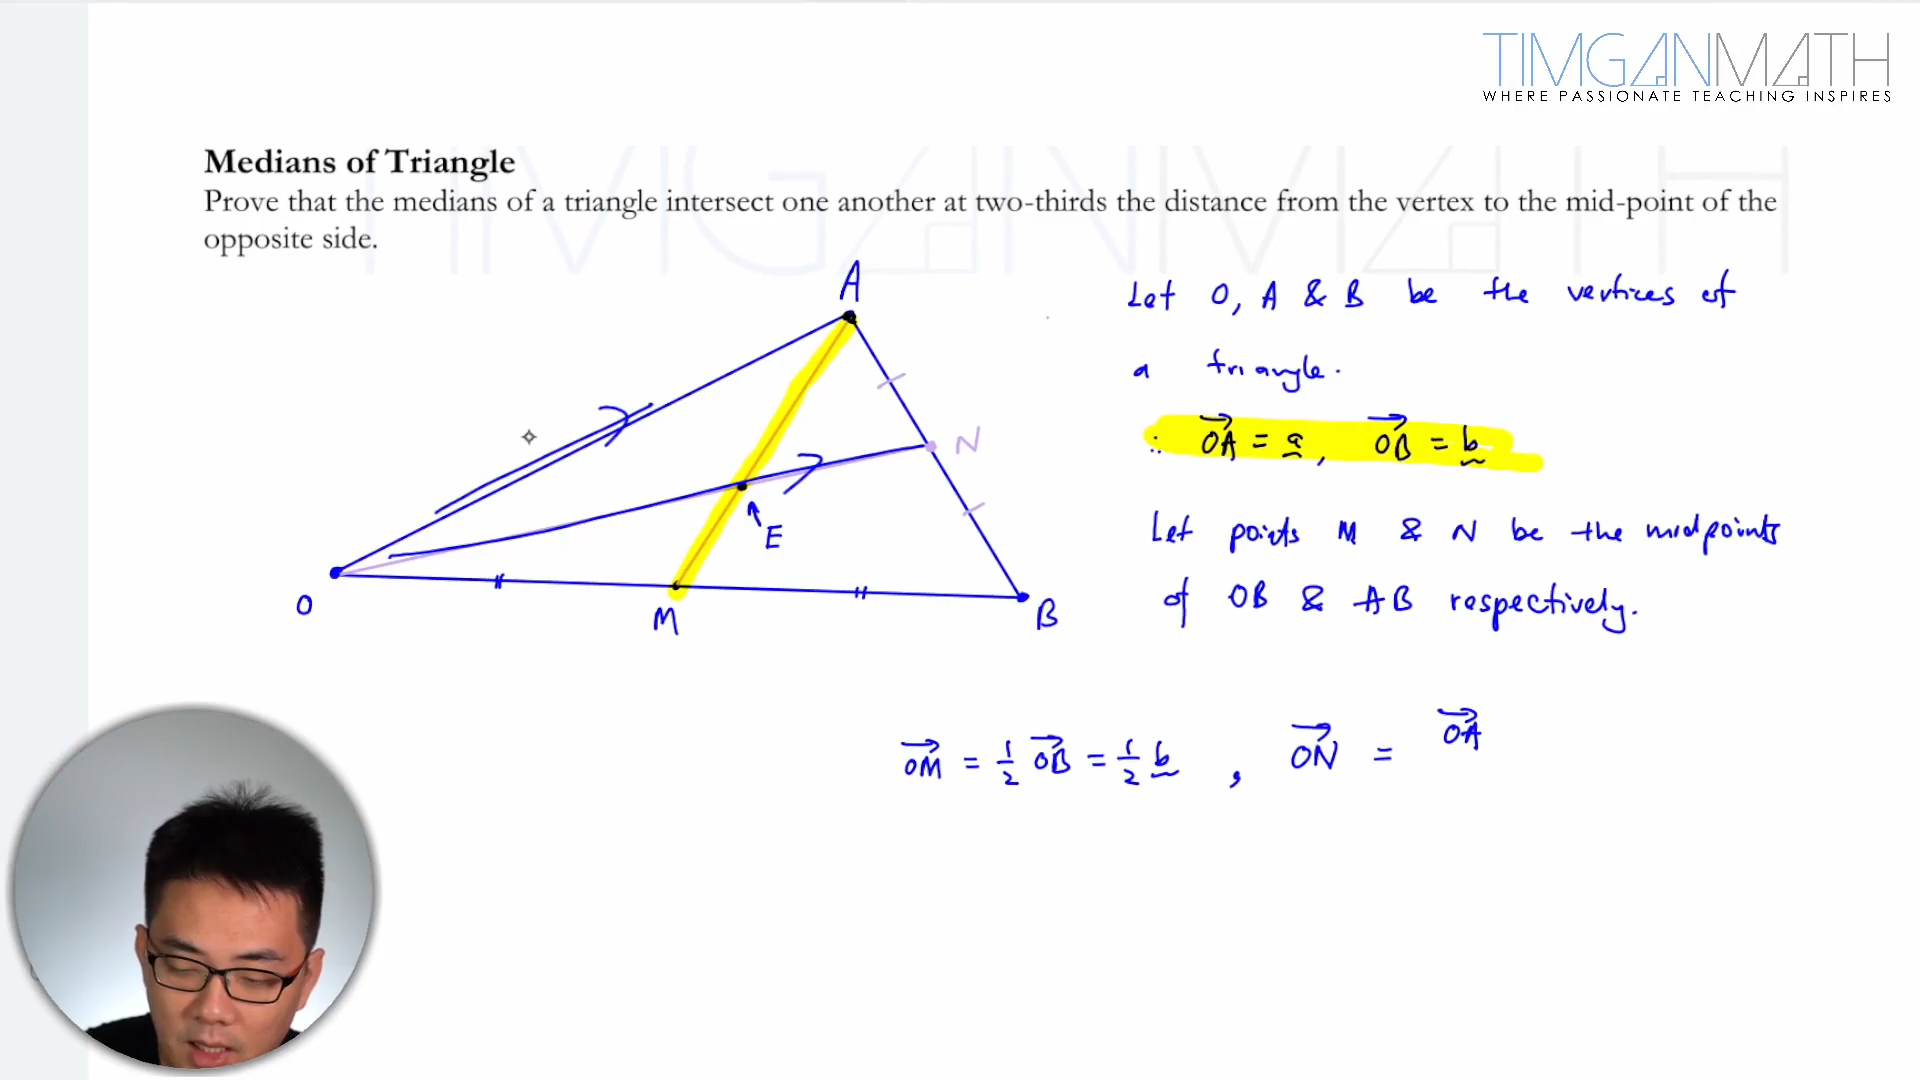 TIMGANMATH
WHERE PASSIONATE TEACHING INSPIRES
Medians of Triangle
Prove that the medians of a triangle intersect one another at two-thirds the distance from the vertex to the mid-point of the
opposite side.
A
N
E
O
M
B
Let O, A & B be the vertices of
a triangle.
∴ →OA = a, →OB = b
Let points M & N be the midpoints
of OB & AB respectively.
→OM = 1/2 →OB = 1/2 b , →ON = →OA